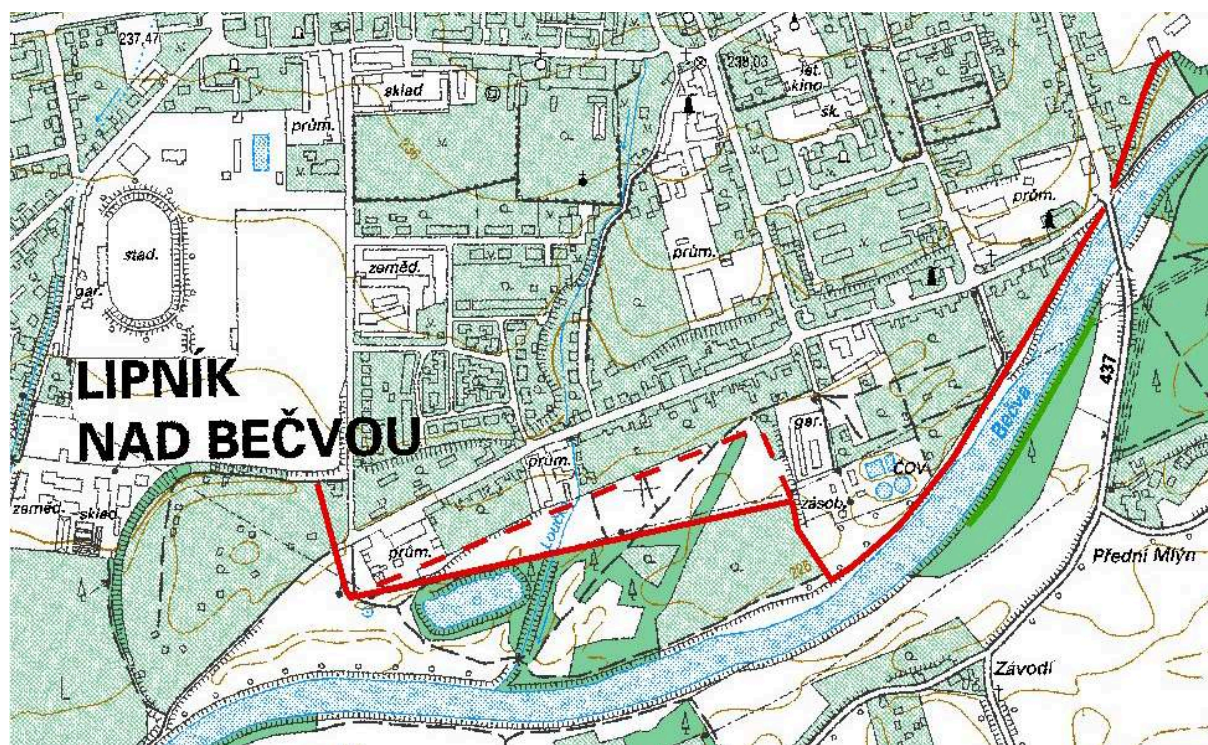 237,47
sklad
prům.
238,03
let.
kino
šk.
236
prům.
stad.
gar.
zeměd.
prům.
LIPNÍK
NAD BEČVOU
437
Bečva
gar.
ČOV
prům.
zásob.
zeměd.
sklad
prům.
226
Přední Mlýn
Závodí
L